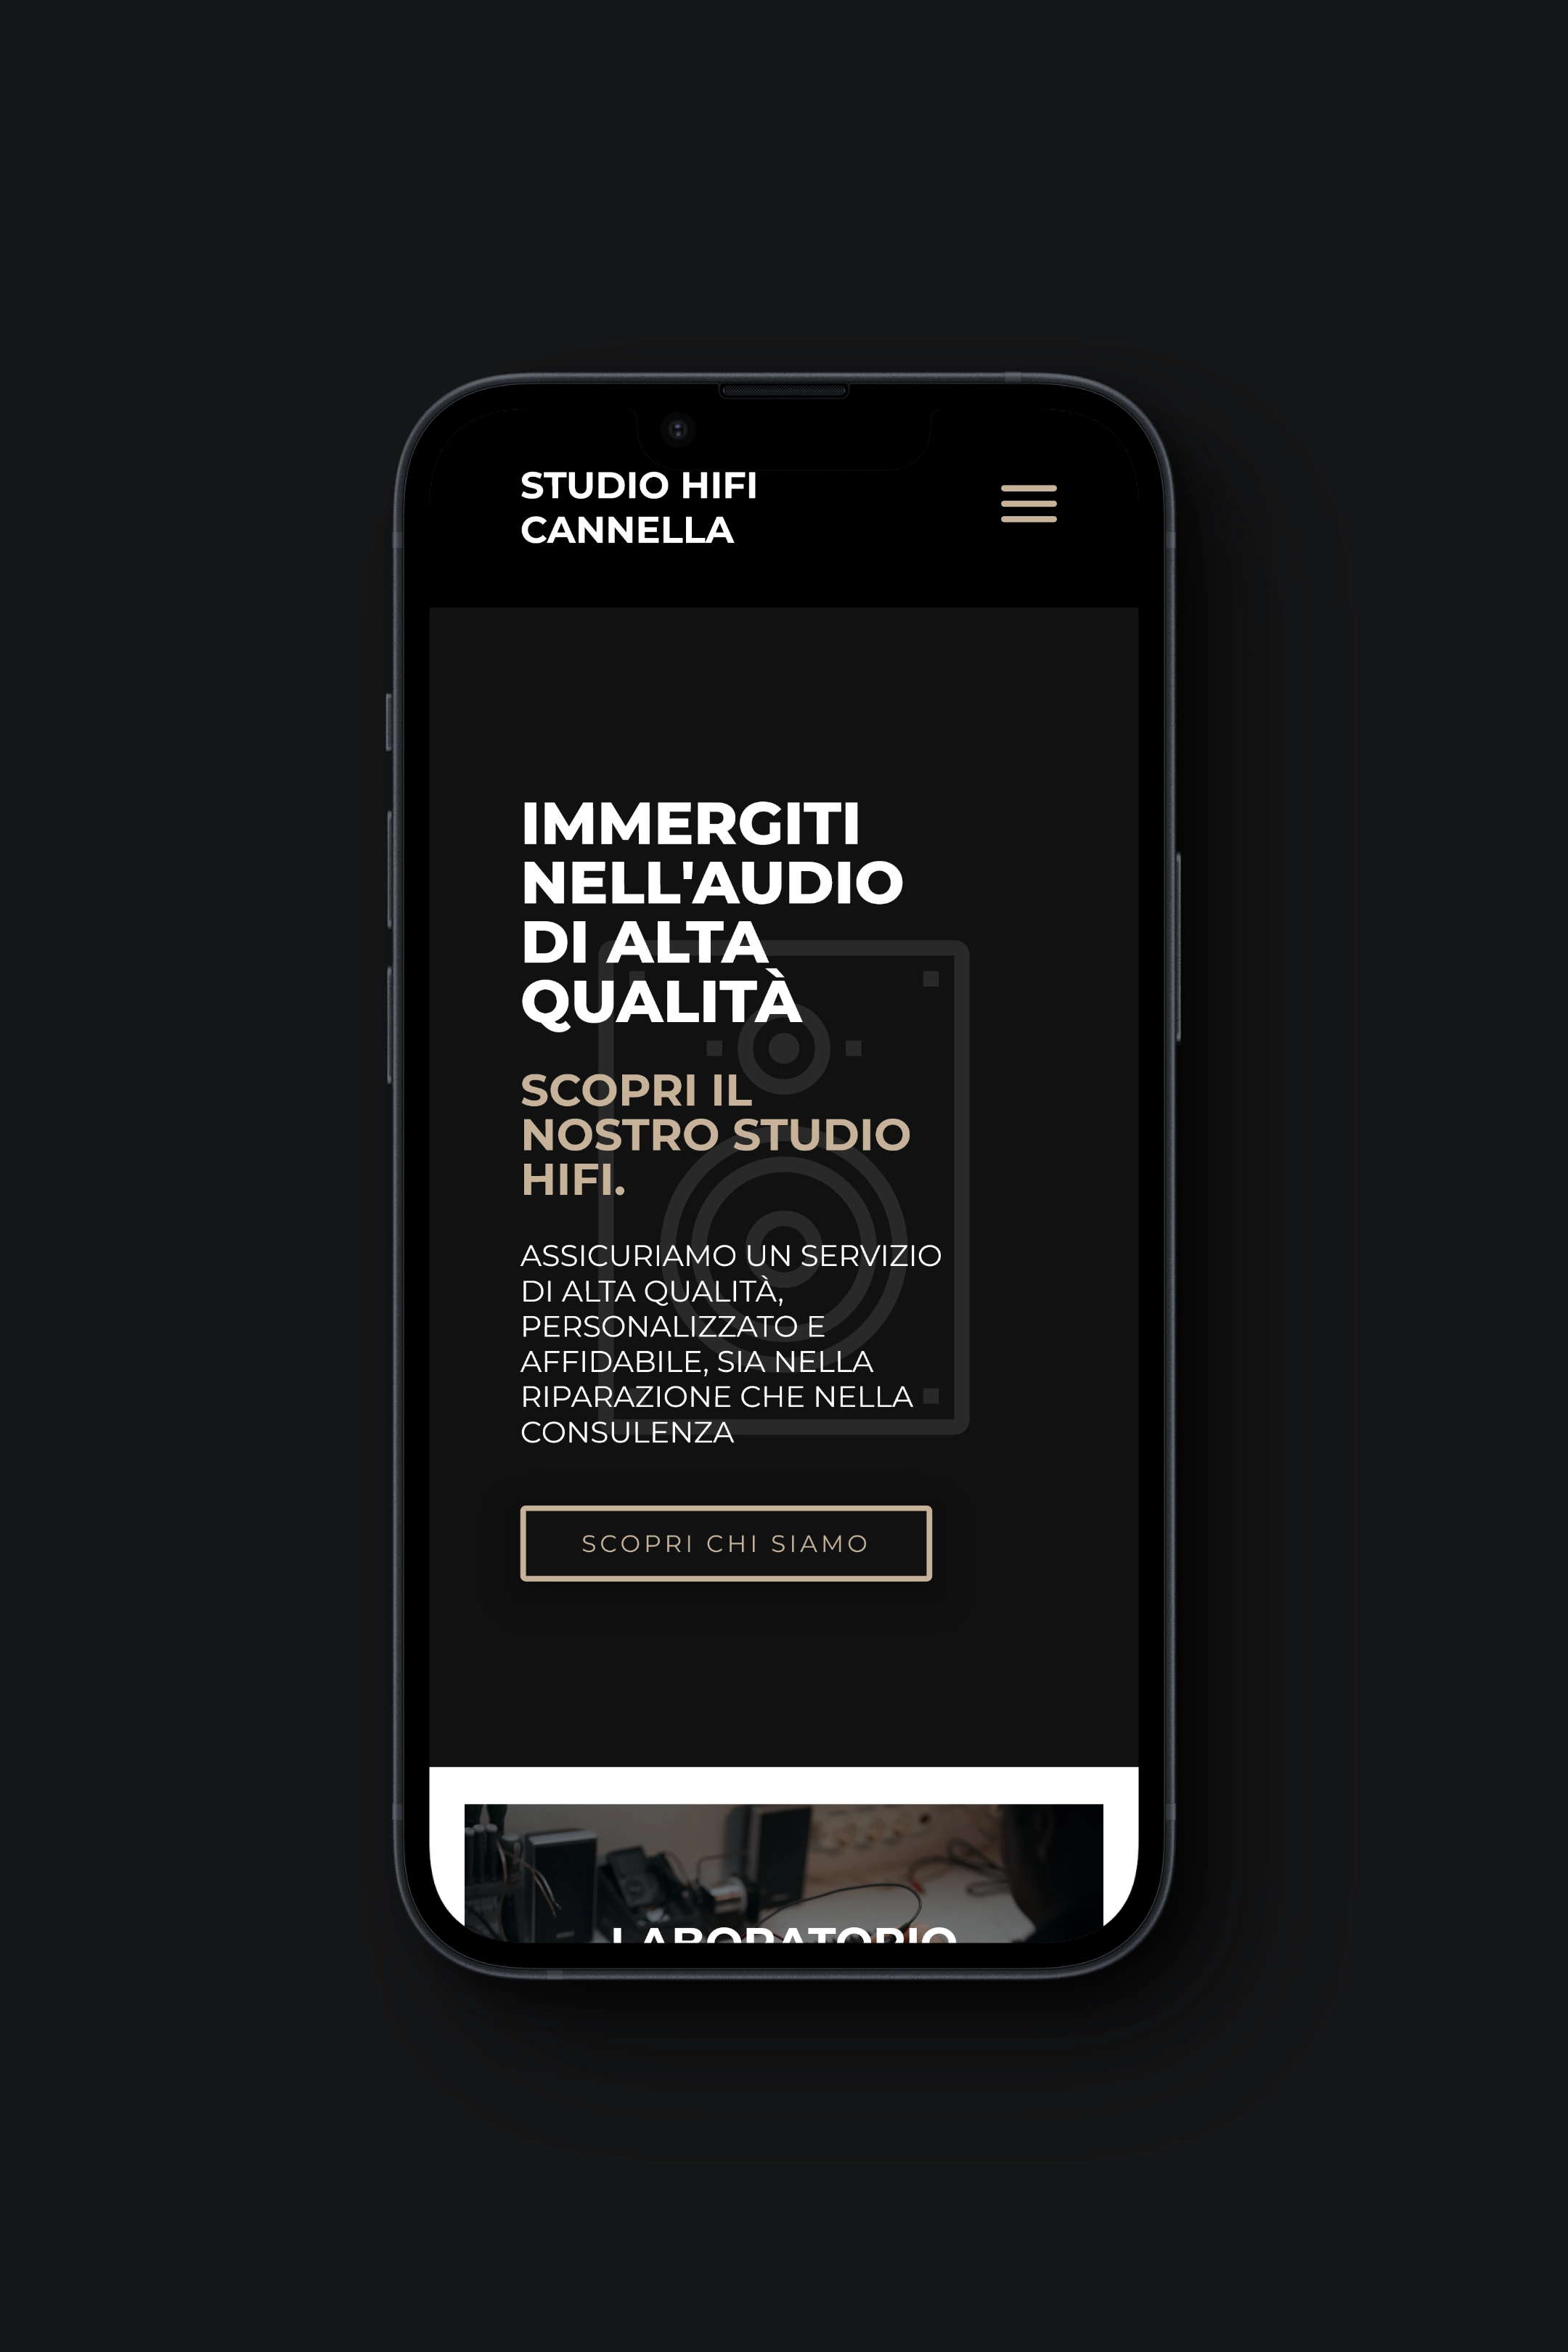 STUDIO HIFI
CANNELLA
IMMERGITI
NELL'AUDIO
DI ALTA
QUALITÀ
SCOPRI IL
NOSTRO STUDIO
HIFI.
ASSICURIAMO UN SERVIZIO
DI ALTA QUALITÀ,
PERSONALIZZATO E
AFFIDABILE, SIA NELLA
RIPARAZIONE CHE NELLA
CONSULENZA
SCOPRI CHI SIAMO
LABORATORIO